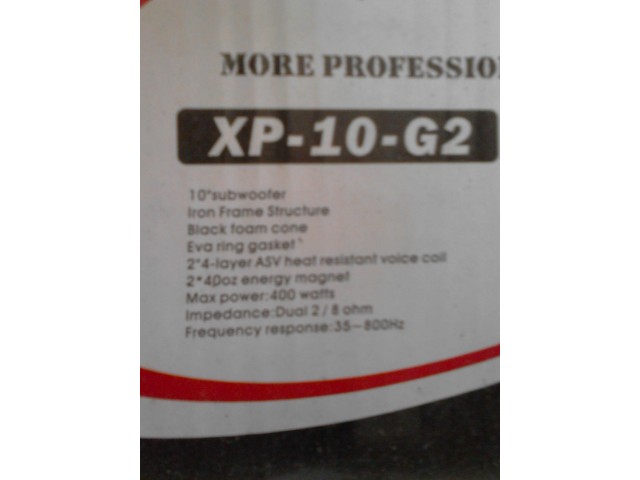 MORE PROFESSIO
XP-10-G2
10"subwoofer
Iron Frame Structure
Black foam cone
Eva ring gasket
2"4-layer ASV heat resistant voice coil
2*40oz energy magnet
Max power:400 watts
Impedance:Dual 2/8 ohm
Frequency response:35~800Hz